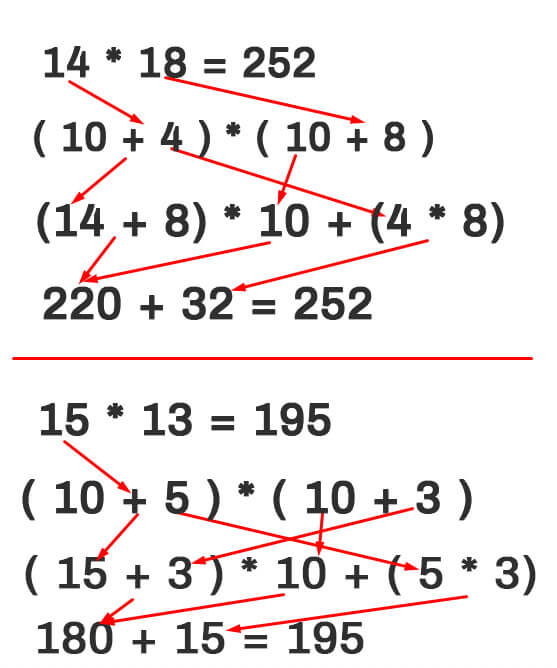 14 * 18 = 252
( 10 + 4 ) * ( 10 + 8 )
(14 + 8) * 10 + (4 * 8)
220 + 32 = 252
15 * 13 = 195
( 10 + 5 ) * ( 10 + 3 )
( 15 + 3 ) * 10 + ( 5 * 3)
180 + 15 = 195